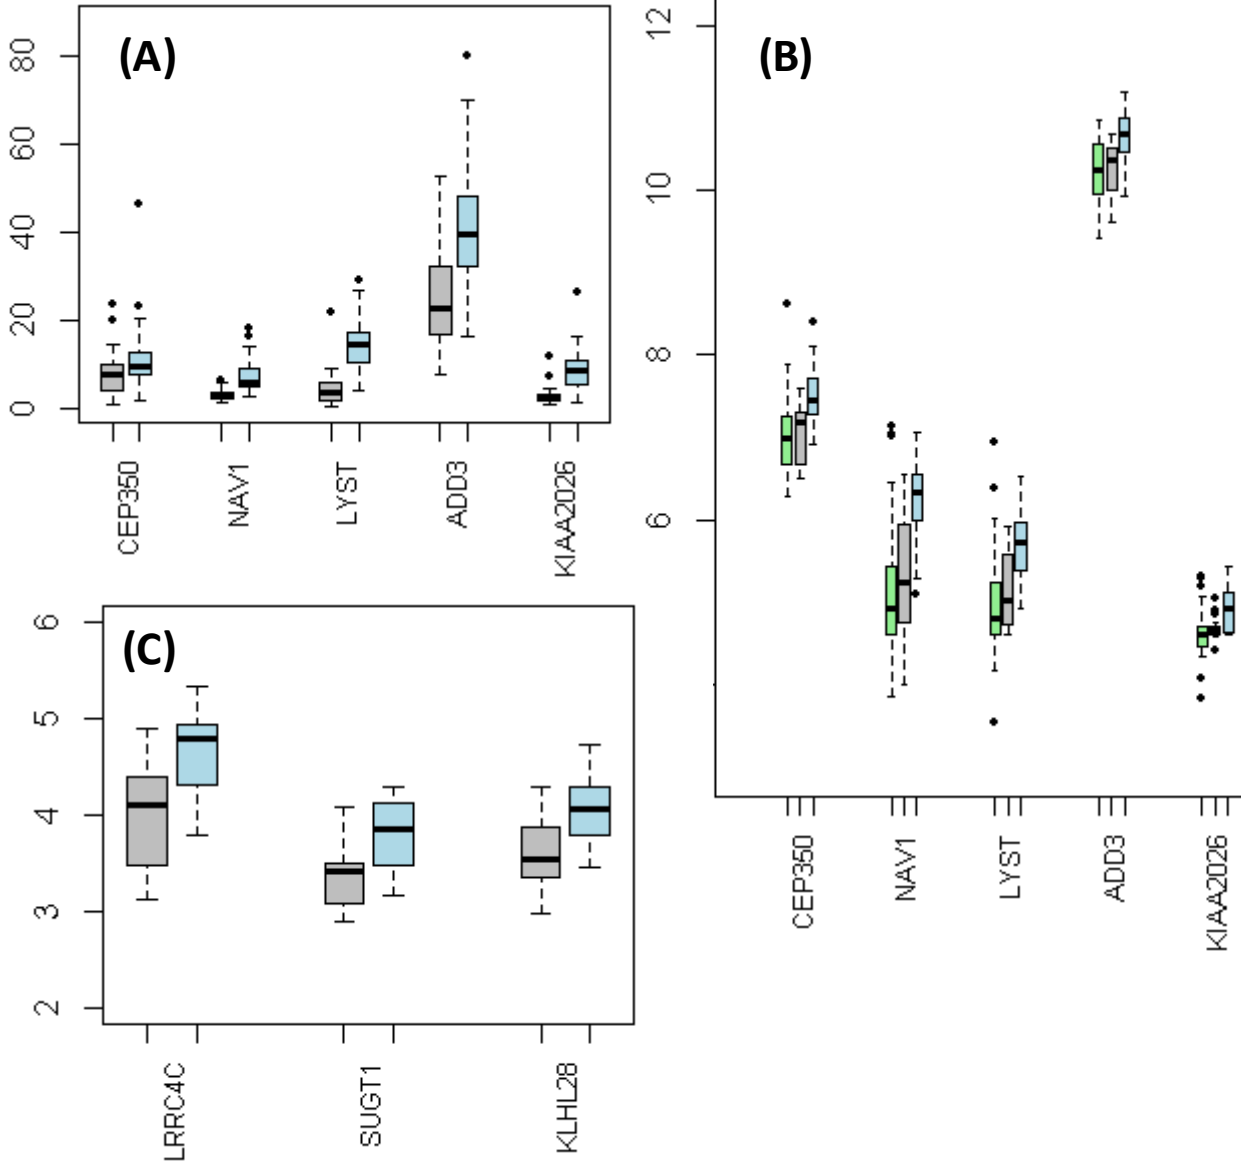 (A)
80
60
40
20
0
CEP350
NAV1
LYST
ADD3
KIAA2026
(B)
12
10
8
6
CEP350
NAV1
LYST
ADD3
KIAA2026
(C)
6
5
4
3
2
LRRC4C
SUGT1
KLHL28